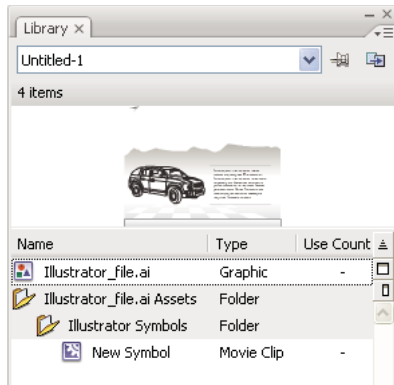 Library
Untitled-1
4 items
Name Type Use Count
Illustrator_file.ai Graphic -
Illustrator_file.ai Assets Folder
Illustrator Symbols Folder
New Symbol Movie Clip -